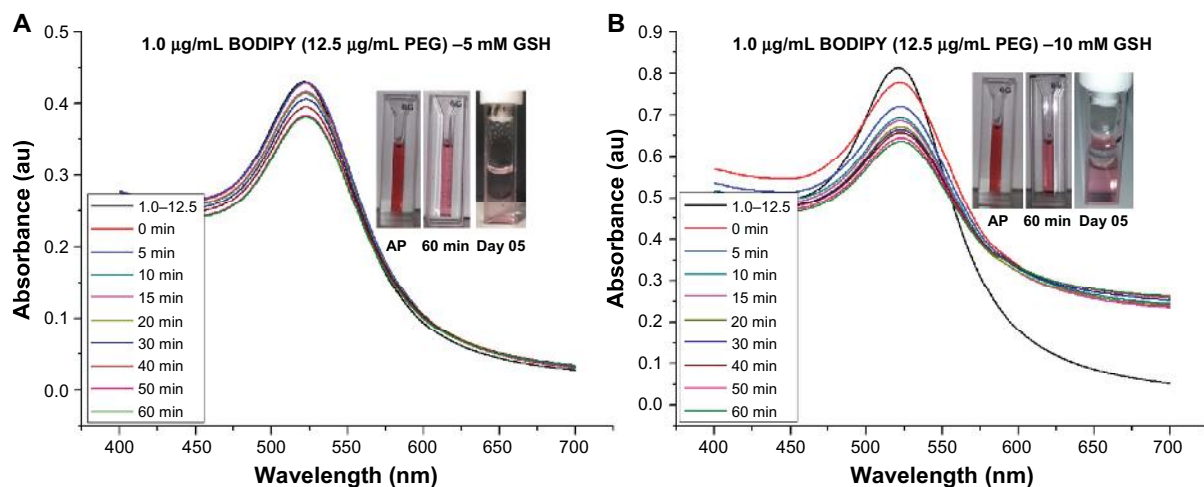 A
1.0 μg/mL BODIPY (12.5 μg/mL PEG) –5 mM GSH
0.5
0.4
0.3
0.2
0.1
0.0
Absorbance (au)
1.0–12.5
0 min
5 min
10 min
15 min
20 min
30 min
40 min
50 min
60 min
AP
60 min
Day 05
400
450
500
550
600
650
700
Wavelength (nm)
B
1.0 μg/mL BODIPY (12.5 μg/mL PEG) –10 mM GSH
0.9
0.8
0.7
0.6
0.5
0.4
0.3
0.2
0.1
0.0
Absorbance (au)
1.0–12.5
0 min
5 min
10 min
15 min
20 min
30 min
40 min
50 min
60 min
AP
60 min
Day 05
400
450
500
550
600
650
700
Wavelength (nm)